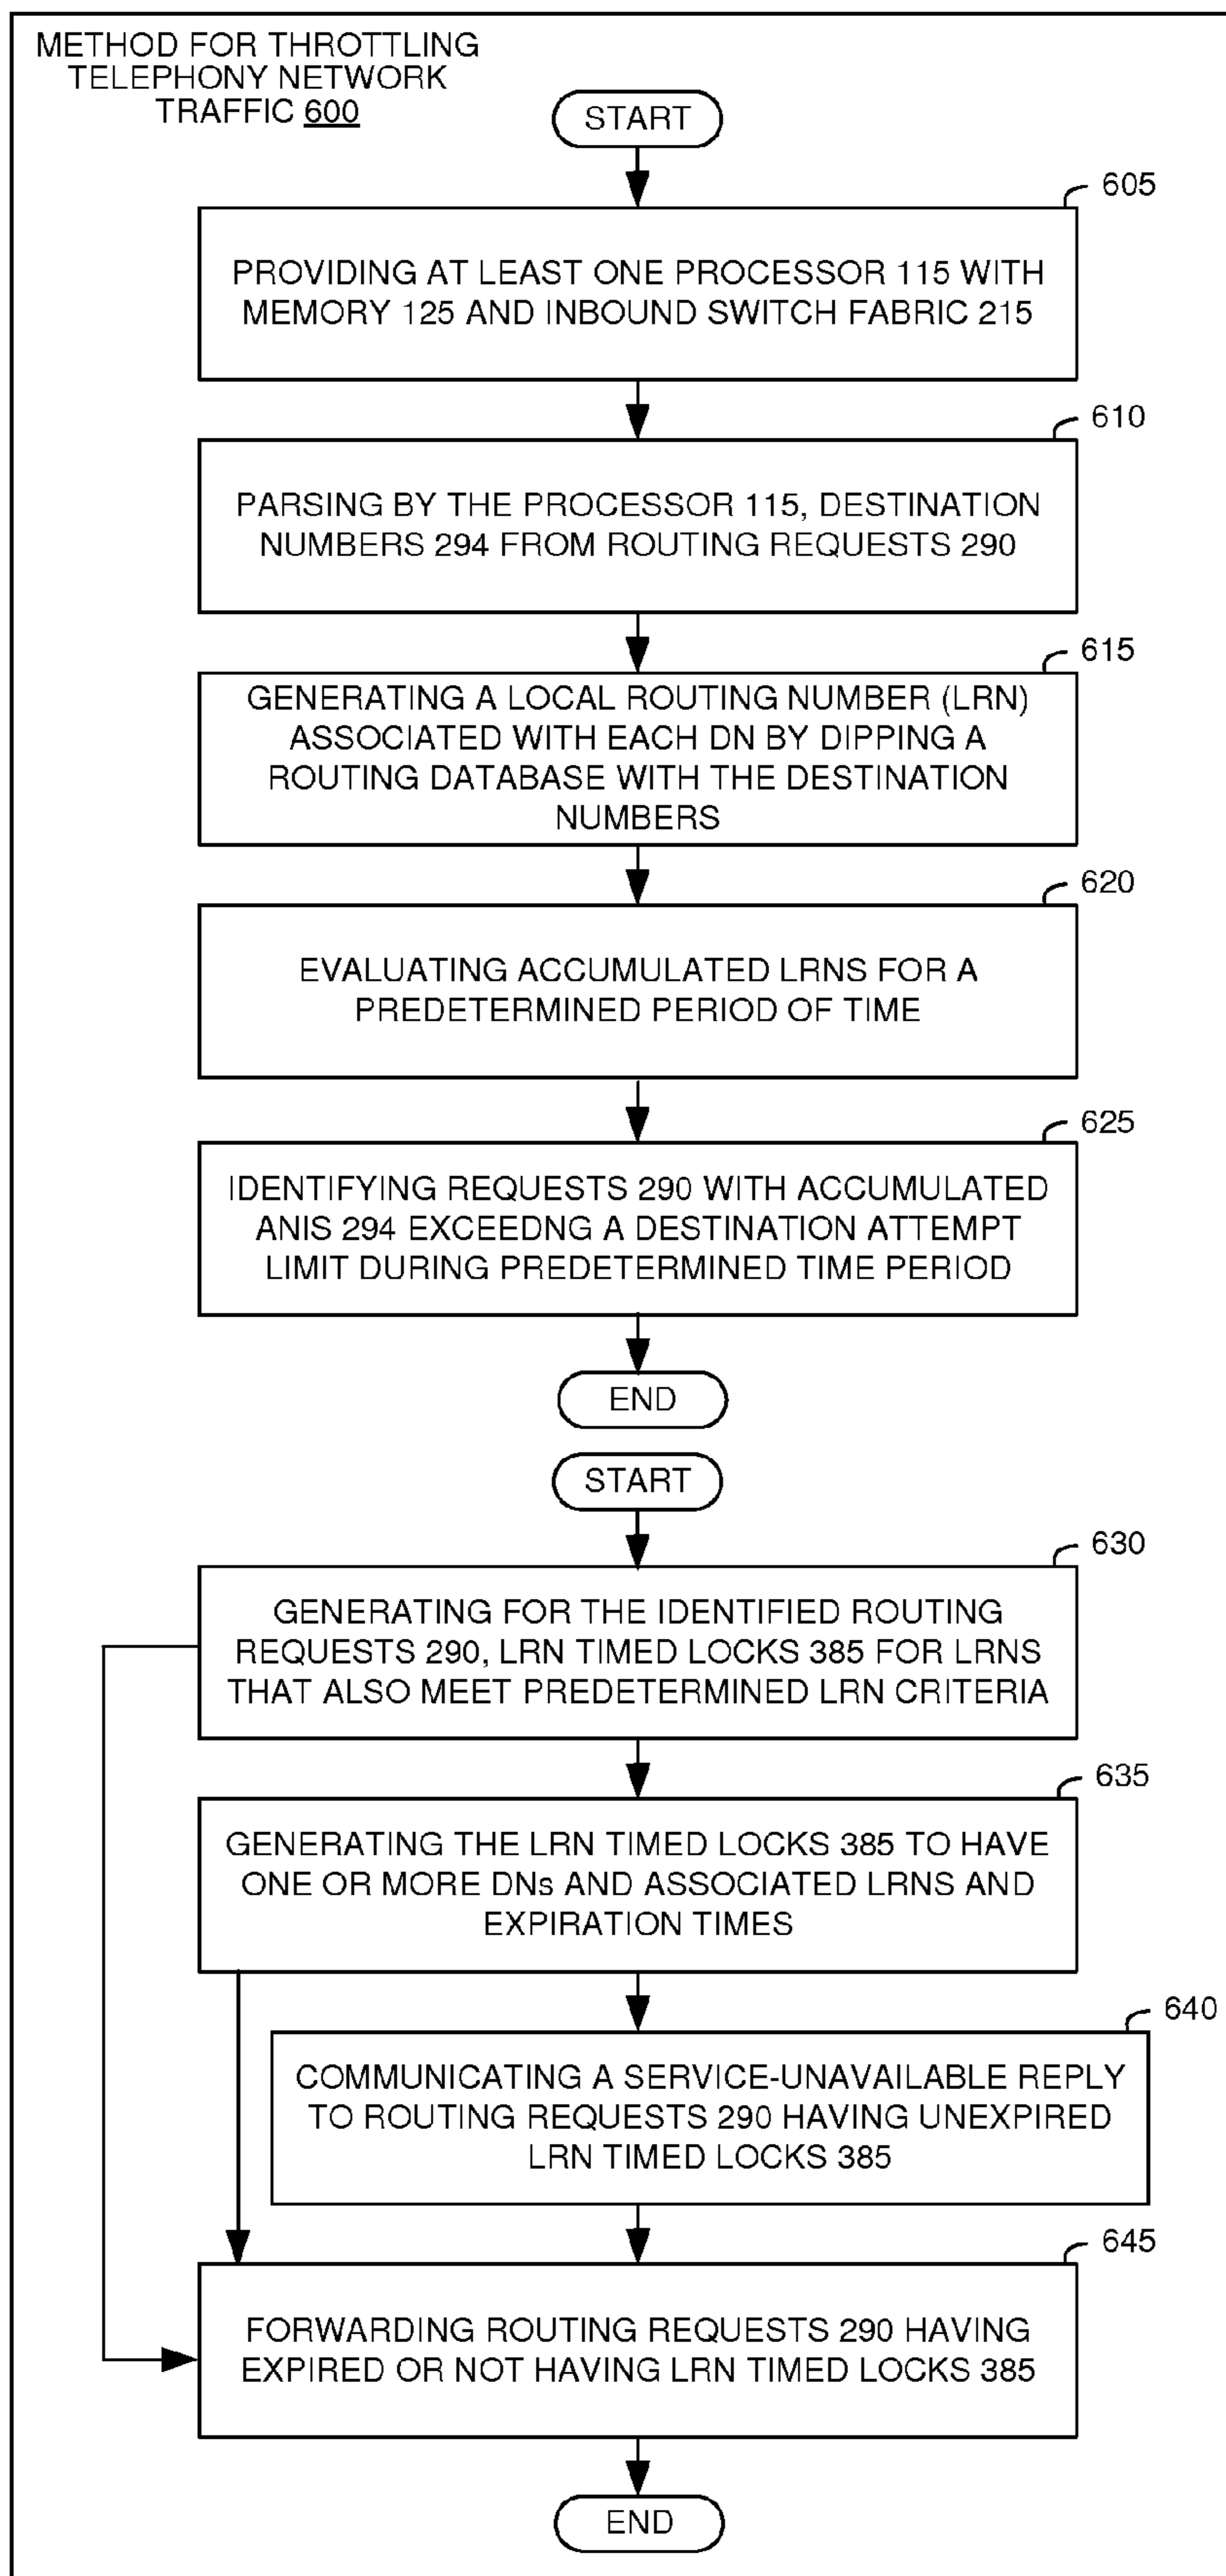 METHOD FOR THROTTLING
TELEPHONY NETWORK
TRAFFIC 600
START
605
PROVIDING AT LEAST ONE PROCESSOR 115 WITH
MEMORY 125 AND INBOUND SWITCH FABRIC 215
610
PARSING BY THE PROCESSOR 115, DESTINATION
NUMBERS 294 FROM ROUTING REQUESTS 290
615
GENERATING A LOCAL ROUTING NUMBER (LRN)
ASSOCIATED WITH EACH DN BY DIPPING A
ROUTING DATABASE WITH THE DESTINATION
NUMBERS
620
EVALUATING ACCUMULATED LRNS FOR A
PREDETERMINED PERIOD OF TIME
625
IDENTIFYING REQUESTS 290 WITH ACCUMULATED
ANIS 294 EXCEEDNG A DESTINATION ATTEMPT
LIMIT DURING PREDETERMINED TIME PERIOD
END
START
630
GENERATING FOR THE IDENTIFIED ROUTING
REQUESTS 290, LRN TIMED LOCKS 385 FOR LRNS
THAT ALSO MEET PREDETERMINED LRN CRITERIA
635
GENERATING THE LRN TIMED LOCKS 385 TO HAVE
ONE OR MORE DNs AND ASSOCIATED LRNS AND
EXPIRATION TIMES
640
COMMUNICATING A SERVICE-UNAVAILABLE REPLY
TO ROUTING REQUESTS 290 HAVING UNEXPIRED
LRN TIMED LOCKS 385
645
FORWARDING ROUTING REQUESTS 290 HAVING
EXPIRED OR NOT HAVING LRN TIMED LOCKS 385
END